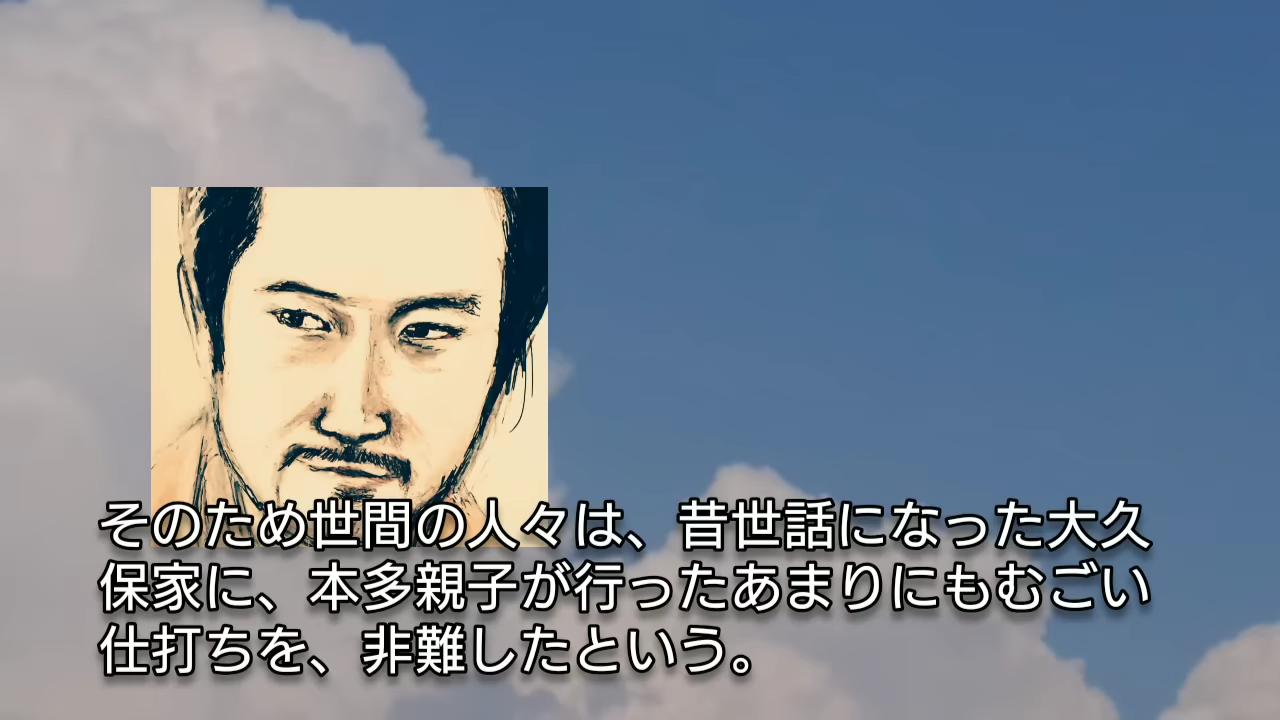 そのため世間の人々は、昔世話になった大久
保家に、本多親子が行ったあまりにもむごい
仕打ちを、非難したという。